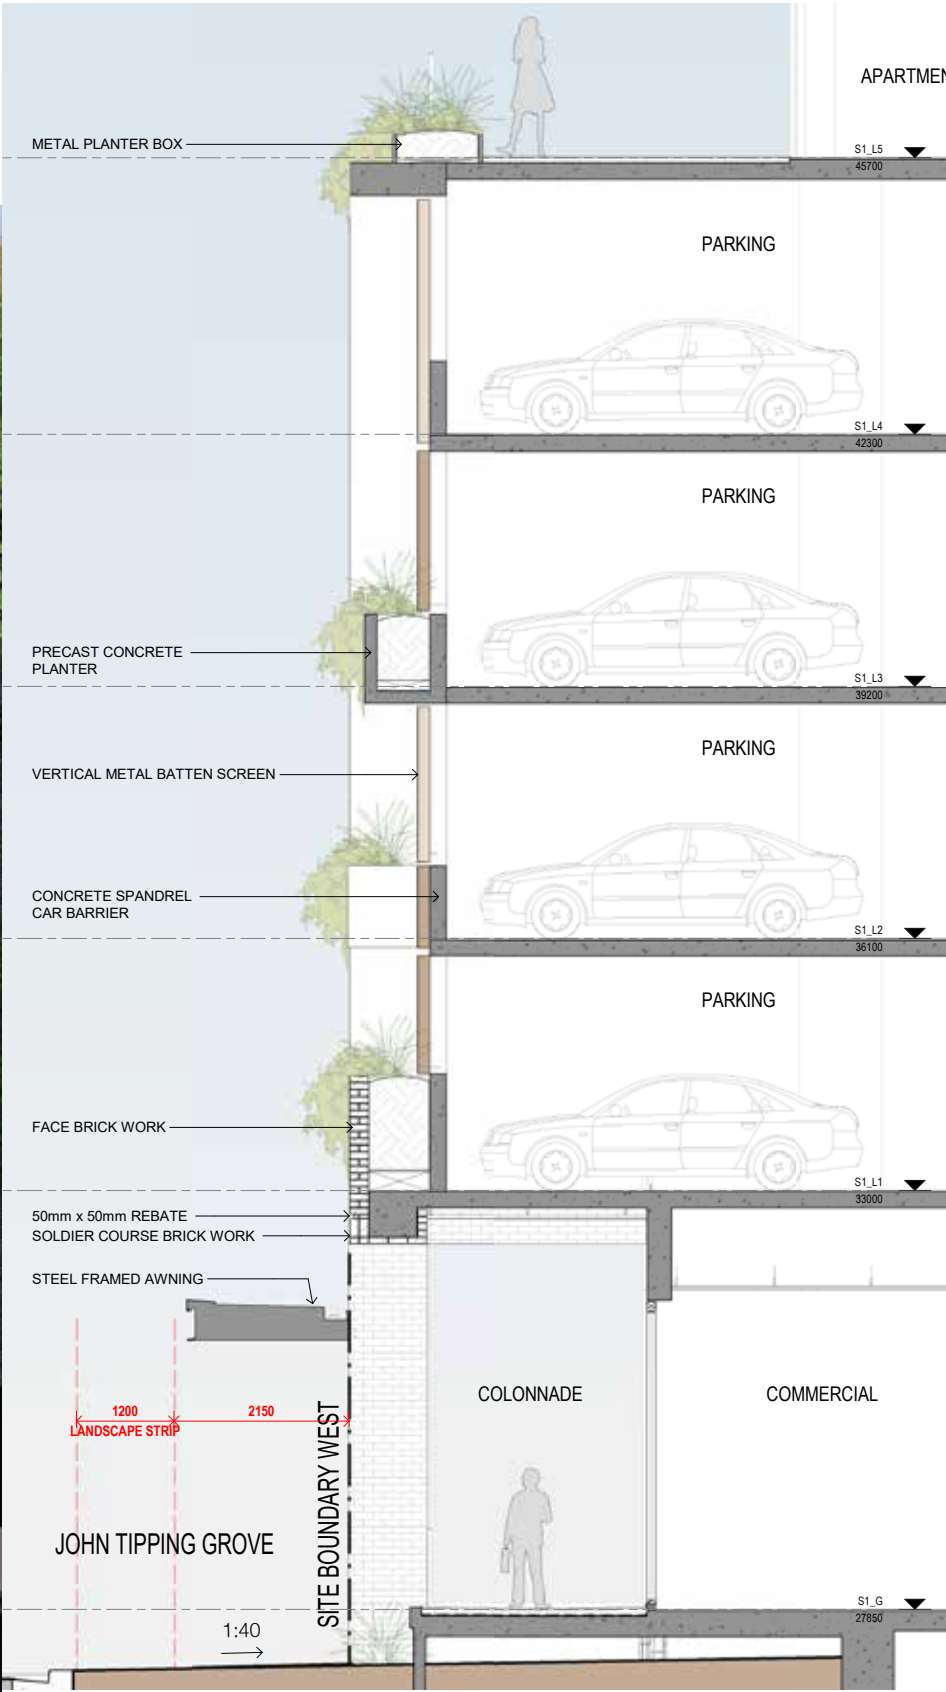 APARTMEN
METAL PLANTER BOX
S1_L5
45700
PARKING
S1_L4
42300
PARKING
PRECAST CONCRETE
PLANTER
S1_L3
39200
PARKING
VERTICAL METAL BATTEN SCREEN
CONCRETE SPANDREL
CAR BARRIER
S1_L2
36100
PARKING
FACE BRICK WORK
S1_L1
33000
50mm x 50mm REBATE
SOLDIER COURSE BRICK WORK
STEEL FRAMED AWNING
COLONNADE
COMMERCIAL
1200
2150
LANDSCAPE STRIP
SITE BOUNDARY WEST
JOHN TIPPING GROVE
S1_G
27850
1:40